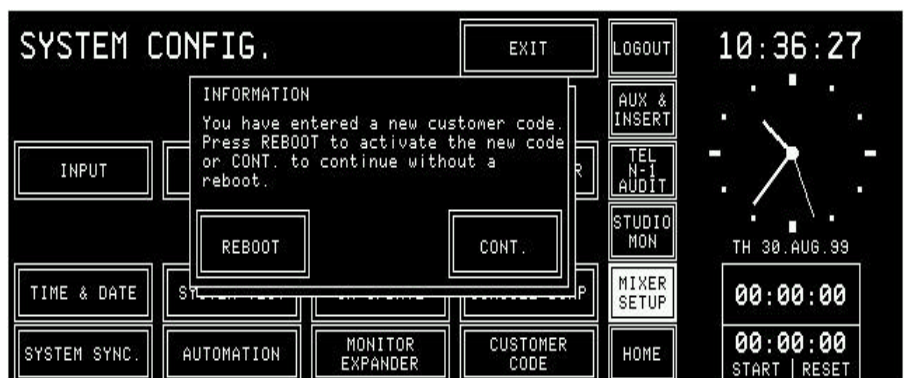 SYSTEM CONFIG.
EXIT
LOGOUT
10:36:27
INFORMATION
You have entered a new customer code.
Press REBOOT to activate the new code
or CONT. to continue without a
reboot.
REBOOT
CONT.
AUX &
INSERT
INPUT
TEL
N-1
AUDIT
STUDIO
MON
TH 30.AUG.99
TIME & DATE
MIXER
SETUP
00:00:00
SYSTEM SYNC.
AUTOMATION
MONITOR
EXPANDER
CUSTOMER
CODE
HOME
00:00:00
START | RESET